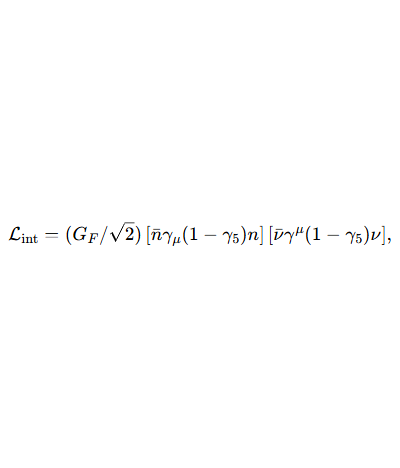 ℒ_int = (G_F/√2) [n̄γ_μ(1 − γ_5)n] [ν̄γ^μ(1 − γ_5)ν],